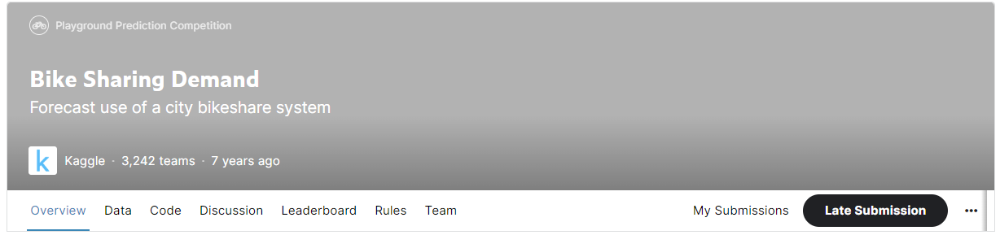 Playground Prediction Competition
Bike Sharing Demand
Forecast use of a city bikeshare system
k Kaggle · 3,242 teams · 7 years ago
Overview Data Code Discussion Leaderboard Rules Team My Submissions Late Submission ...